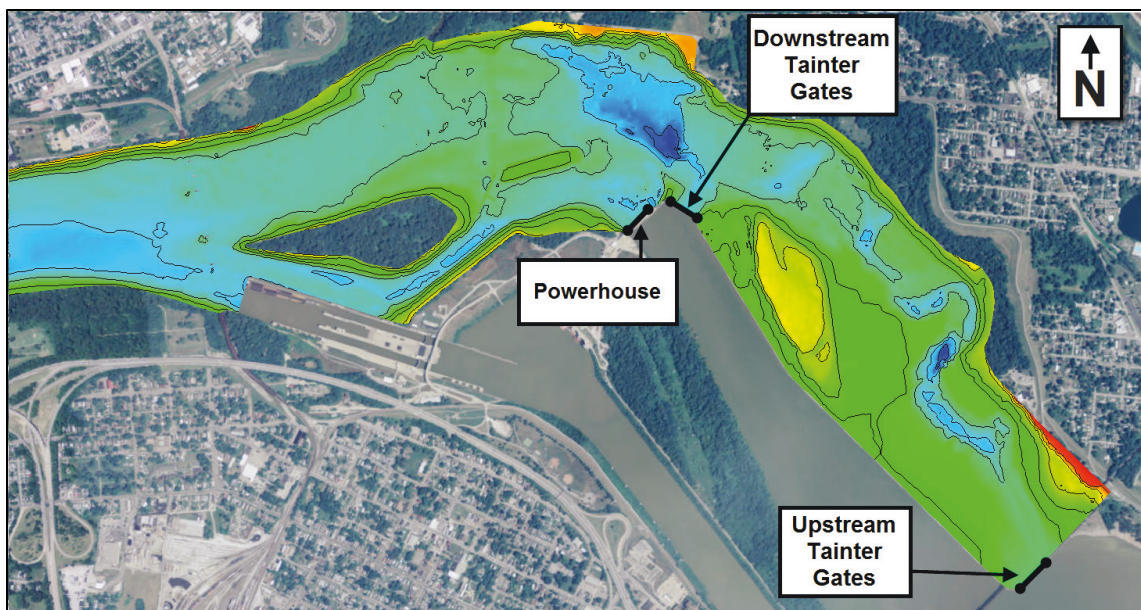 Downstream
Tainter
Gates
N
Powerhouse
Upstream
Tainter
Gates